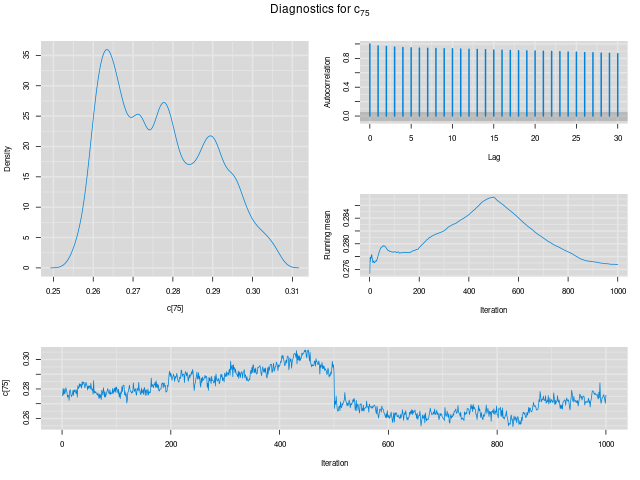 Diagnostics for c75
Density
35
30
25
20
15
10
5
0
0.25 0.26 0.27 0.28 0.29 0.30 0.31
c[75]
Autocorrelation
0.8
0.4
0.0
0 5 10 15 20 25 30
Lag
Running mean
0.284
0.280
0.276
0 200 400 600 800 1000
Iteration
c[75]
0.30
0.28
0.26
0 200 400 600 800 1000
Iteration